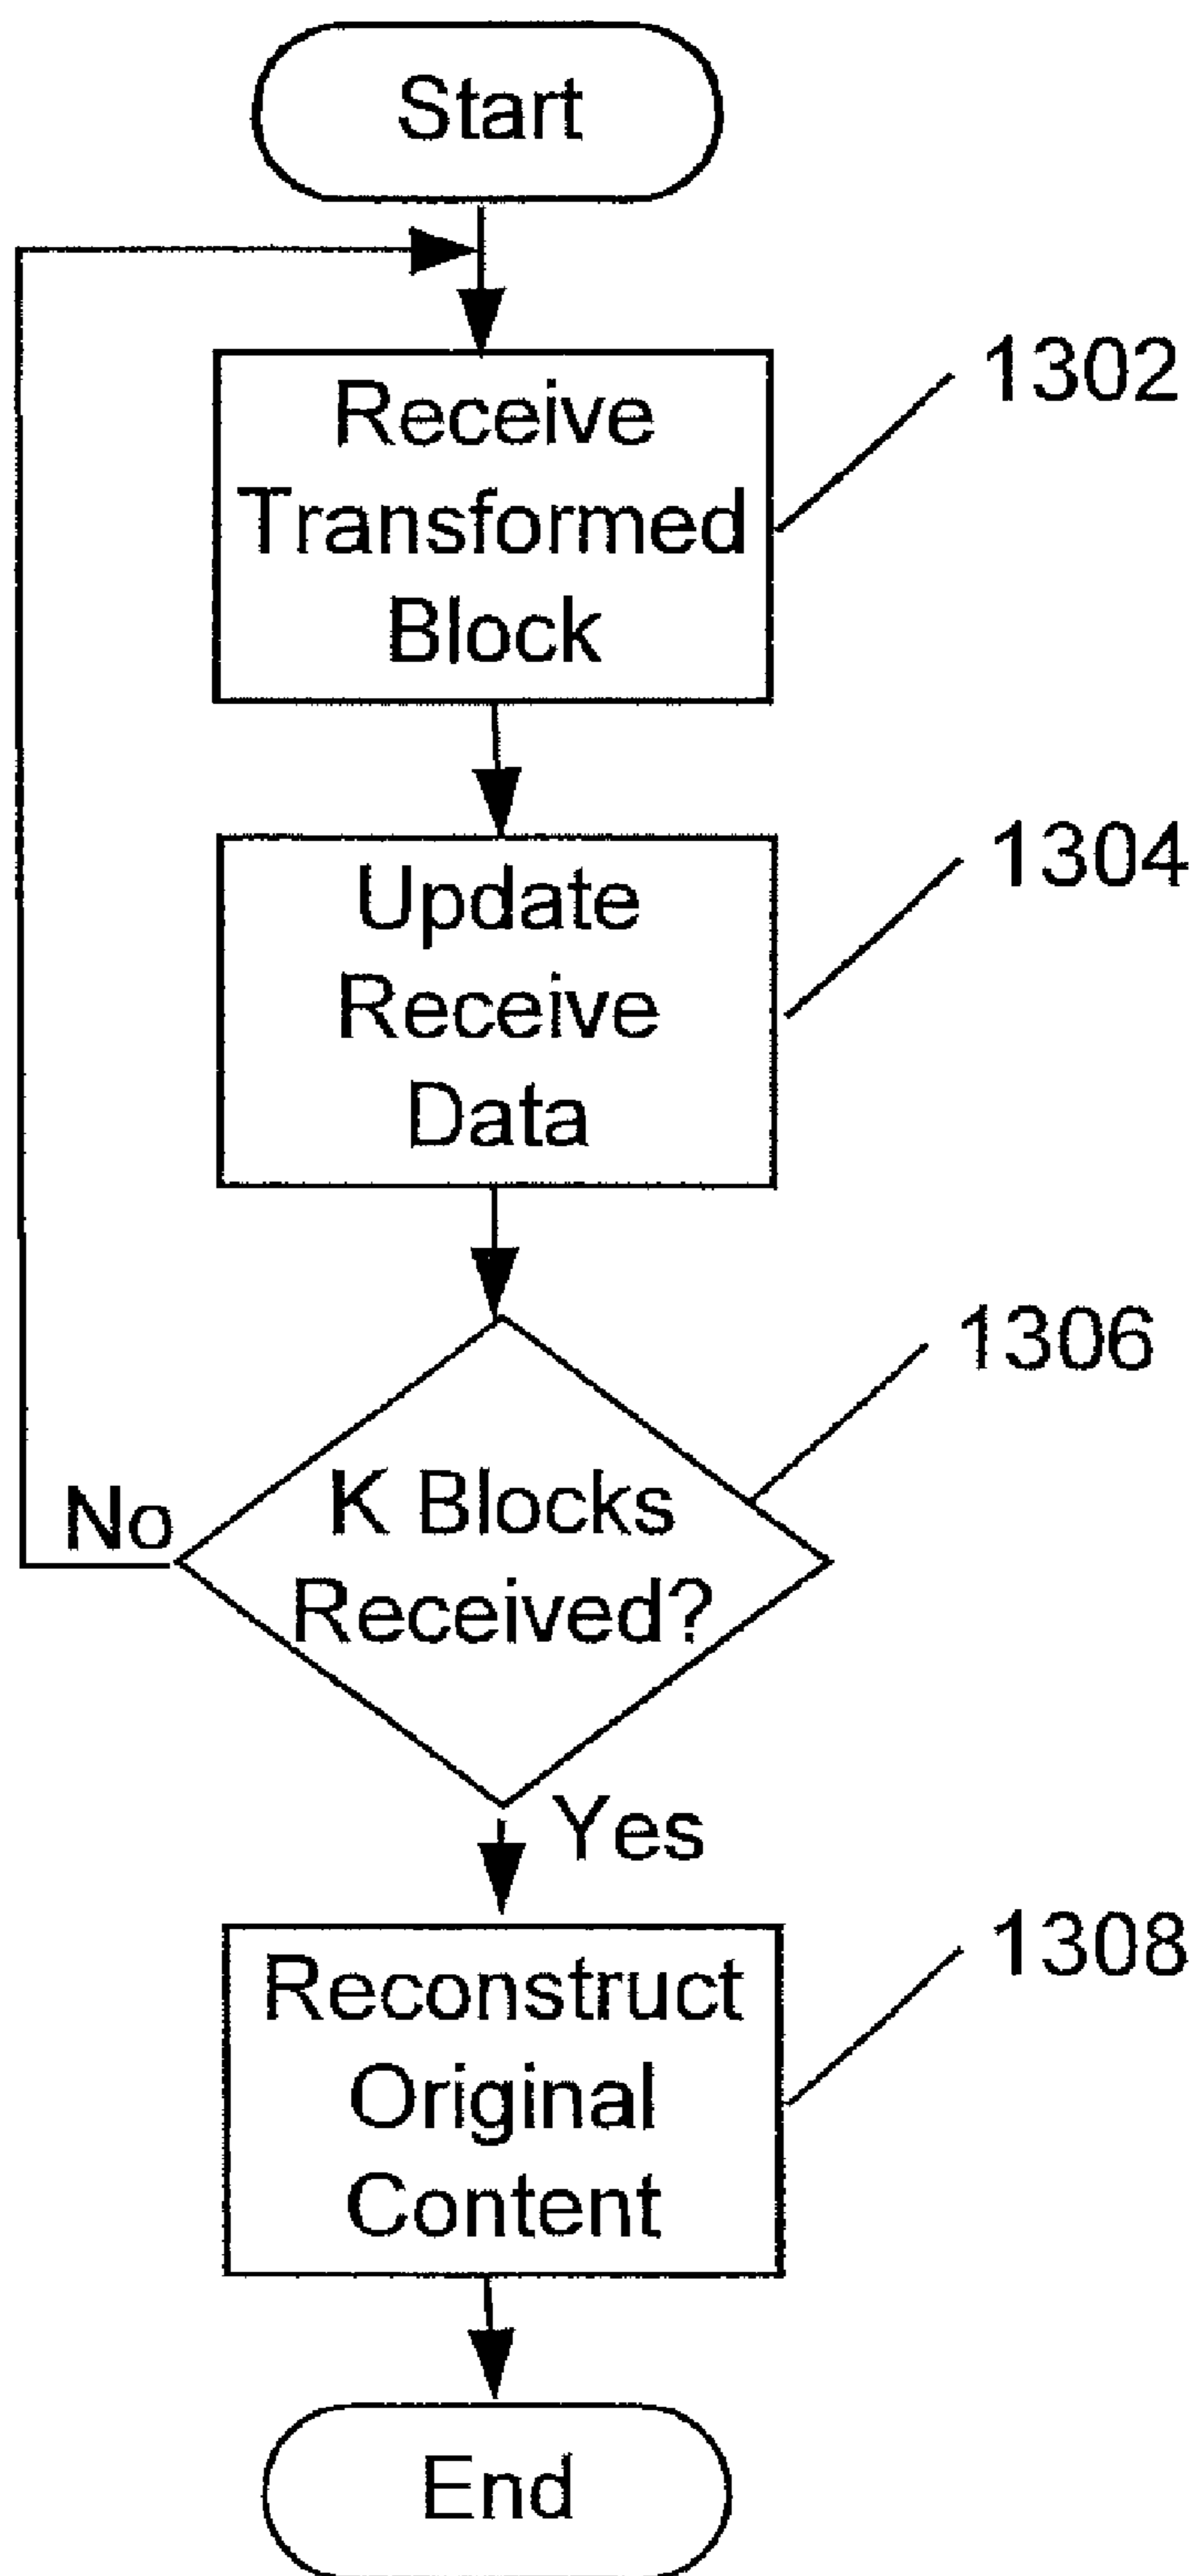 Start
1302
Receive
Transformed
Block
1304
Update
Receive
Data
1306
K Blocks
Received?
No
Yes
1308
Reconstruct
Original
Content
End